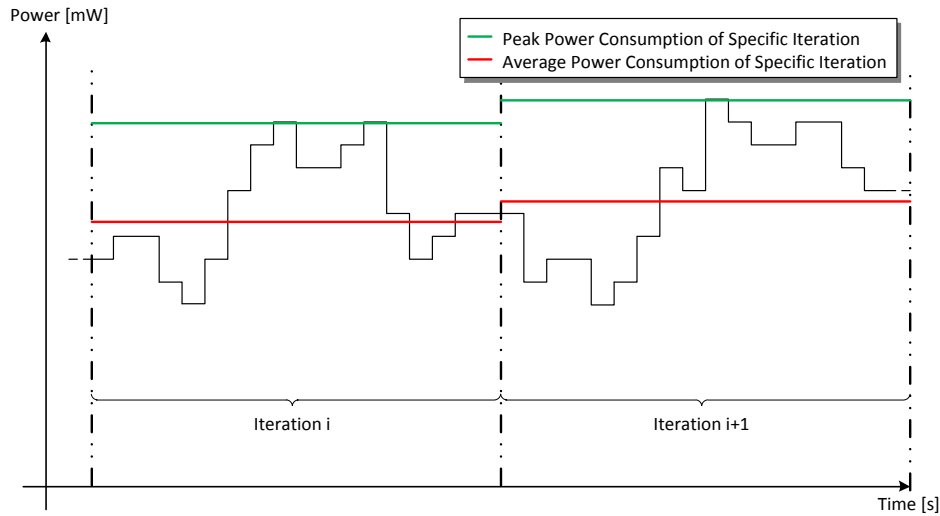 Power [mW]
Peak Power Consumption of Specific Iteration
Average Power Consumption of Specific Iteration
Iteration i
Iteration i+1
Time [s]